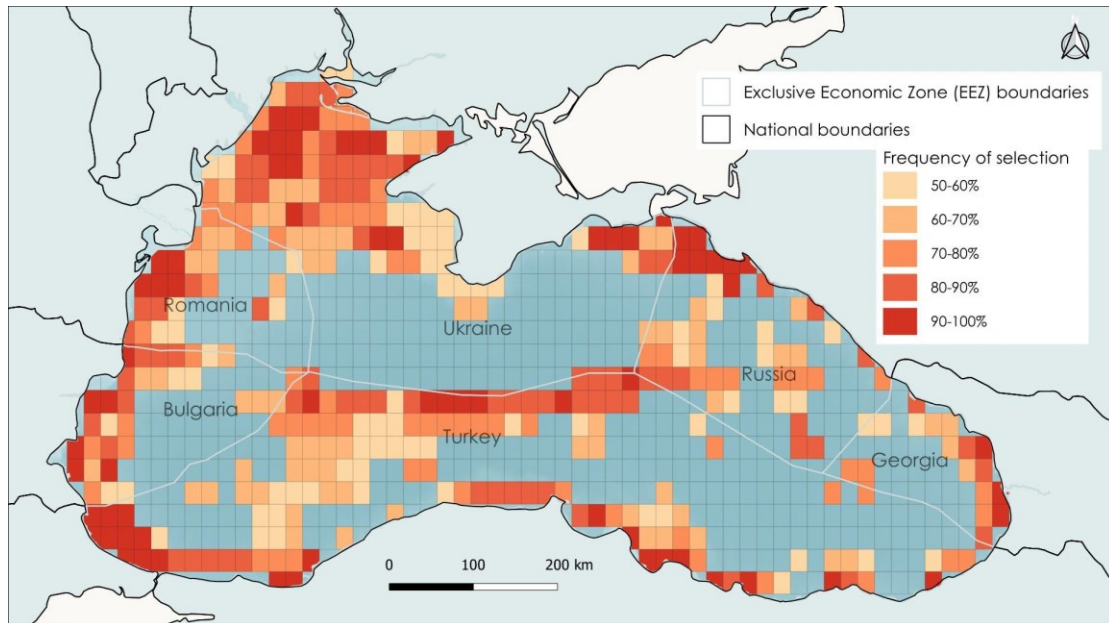 N
Exclusive Economic Zone (EEZ) boundaries
National boundaries
Frequency of selection
50-60%
60-70%
70-80%
80-90%
90-100%
Romania
Ukraine
Russia
Bulgaria
Turkey
Georgia
0 100 200 km